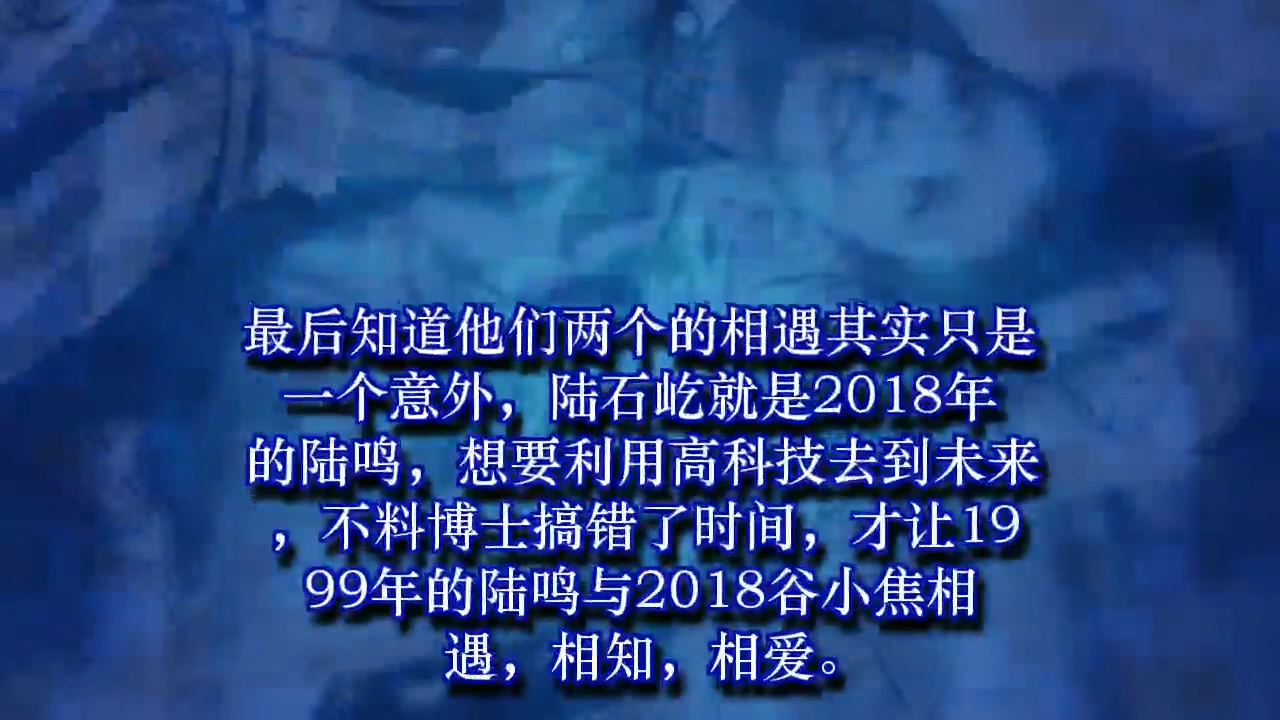 最后知道他们两个的相遇其实只是
一个意外，陆石屹就是2018年
的陆鸣，想要利用高科技去到未来
，不料博士搞错了时间，才让19
99年的陆鸣与2018谷小焦相
遇，相知，相爱。